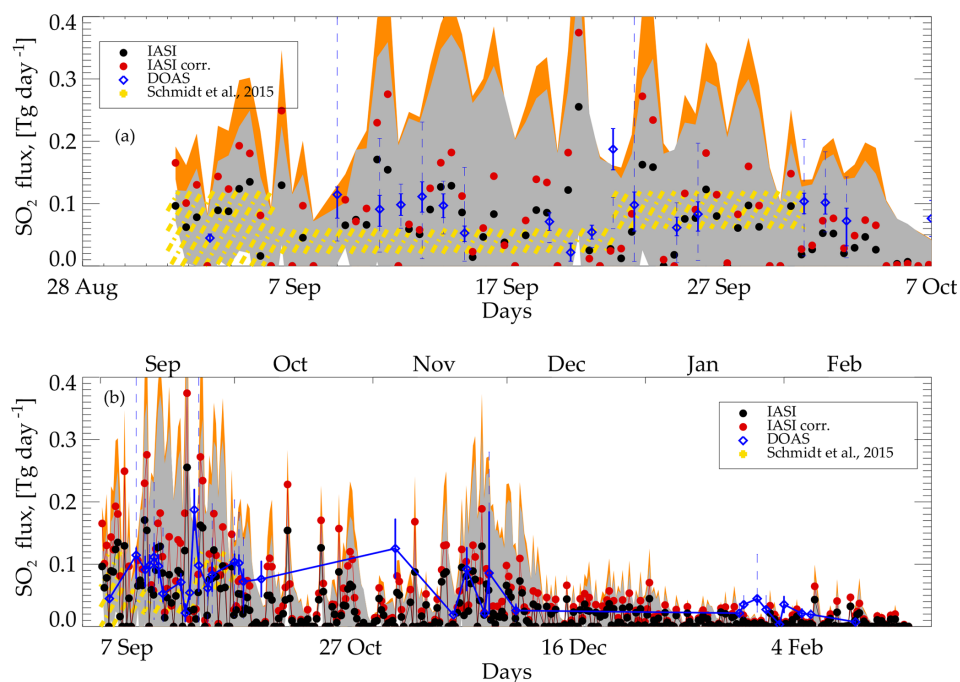 0.4
0.3
0.2
0.1
0.0
SO2 flux, [Tg day-1]
IASI
IASI corr.
DOAS
Schmidt et al., 2015
(a)
28 Aug 7 Sep 17 Sep 27 Sep 7 Oct
Days
Sep Oct Nov Dec Jan Feb
0.4
0.3
0.2
0.1
0.0
SO2 flux, [Tg day-1]
(b)
IASI
IASI corr.
DOAS
Schmidt et al., 2015
7 Sep 27 Oct 16 Dec 4 Feb
Days